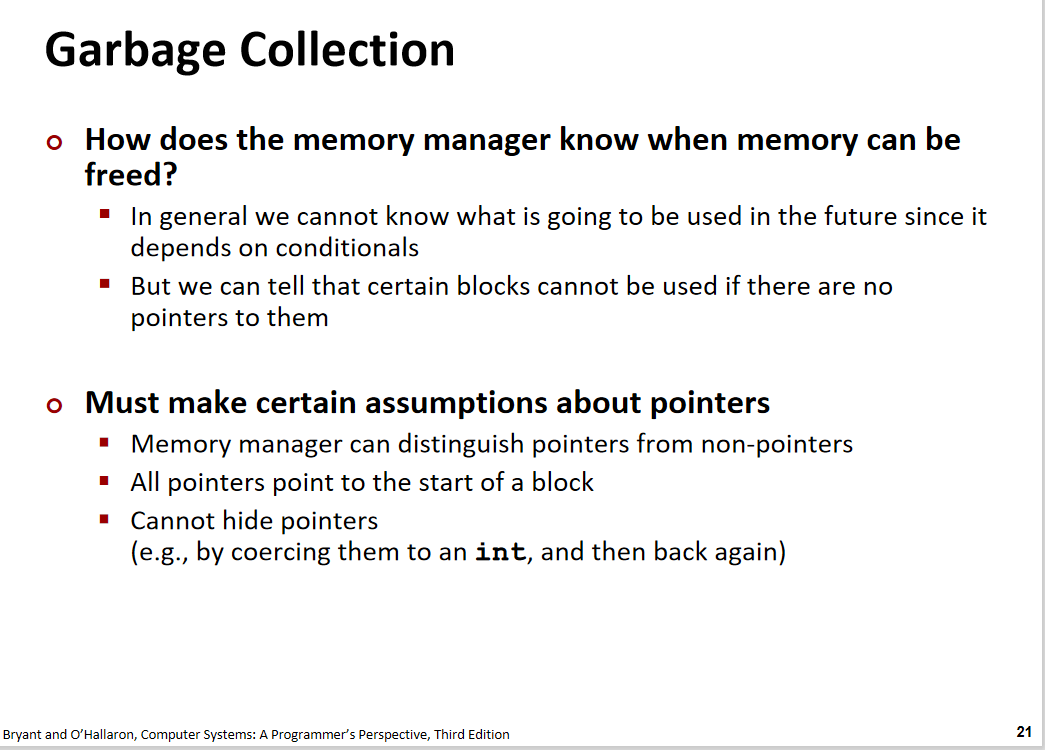 Garbage Collection
How does the memory manager know when memory can be
freed?
In general we cannot know what is going to be used in the future since it
depends on conditionals
But we can tell that certain blocks cannot be used if there are no
pointers to them
Must make certain assumptions about pointers
Memory manager can distinguish pointers from non-pointers
All pointers point to the start of a block
Cannot hide pointers
(e.g., by coercing them to an int, and then back again)
Bryant and O'Hallaron, Computer Systems: A Programmer's Perspective, Third Edition
21